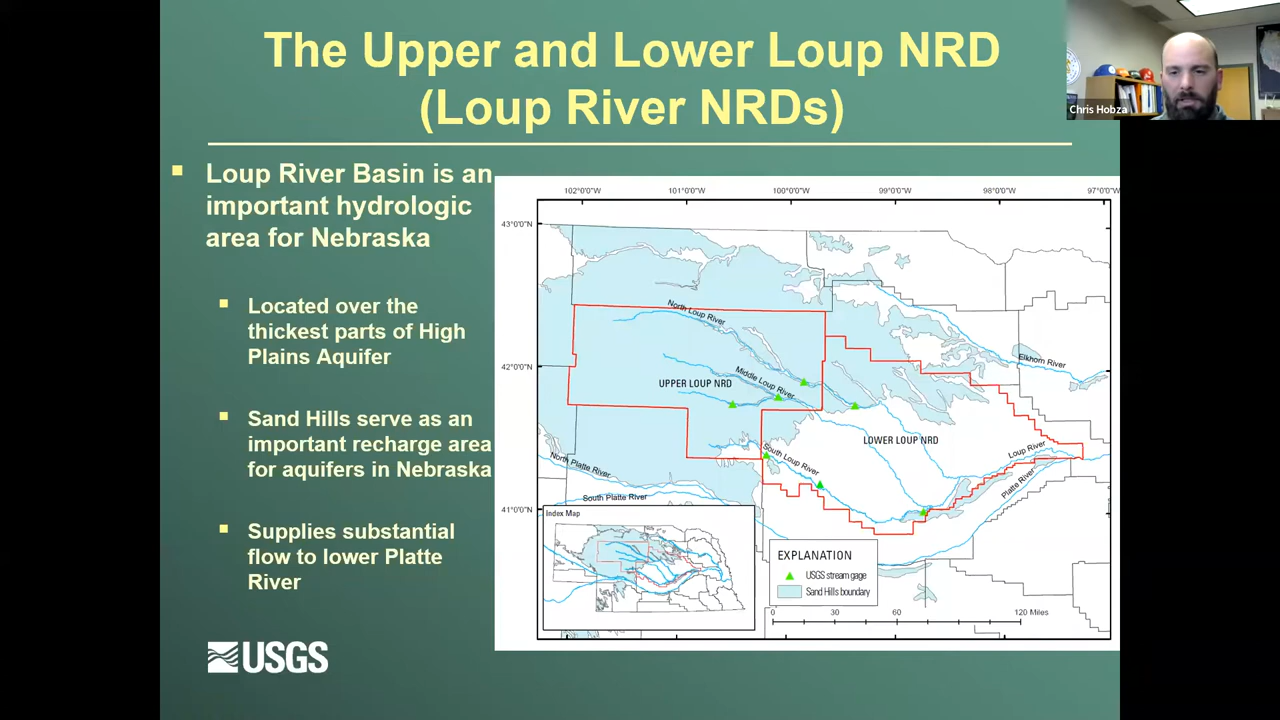 The Upper and Lower Loup NRD
(Loup River NRDs)
Chris Hobza
Loup River Basin is an
important hydrologic
area for Nebraska
Located over the
thickest parts of High
Plains Aquifer
Sand Hills serve as an
important recharge area
for aquifers in Nebraska
Supplies substantial
flow to lower Platte
River
USGS
102°0'0"W 101°0'0"W 100°0'0"W 99°0'0"W 98°0'0"W 97°0'0"W
43°0'0"N
42°0'0"N
41°0'0"N
North Loup River
Elkhorn River
Middle Loup River
UPPER LOUP NRD
LOWER LOUP NRD
South Loup River
Loup River
North Platte River
Platte River
South Platte River
Index Map
EXPLANATION
USGS stream gage
Sand Hills boundary
0 30 60 120 Miles